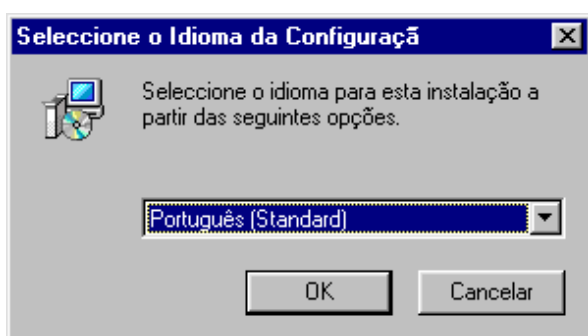 Seleccione o Idioma da Configuraçã
Seleccione o idioma para esta instalação a
partir das seguintes opções.
Português (Standard)
OK
Cancelar